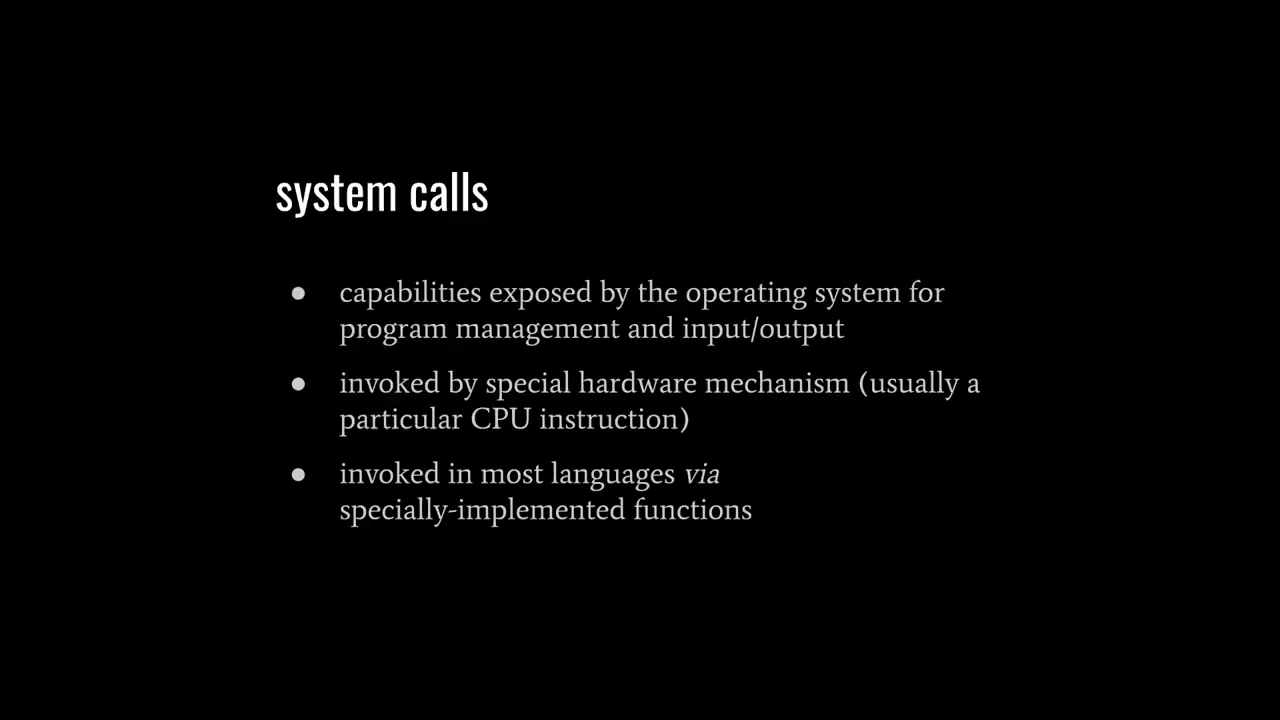 system calls
● capabilities exposed by the operating system for
program management and input/output
● invoked by special hardware mechanism (usually a
particular CPU instruction)
● invoked in most languages via
specially-implemented functions